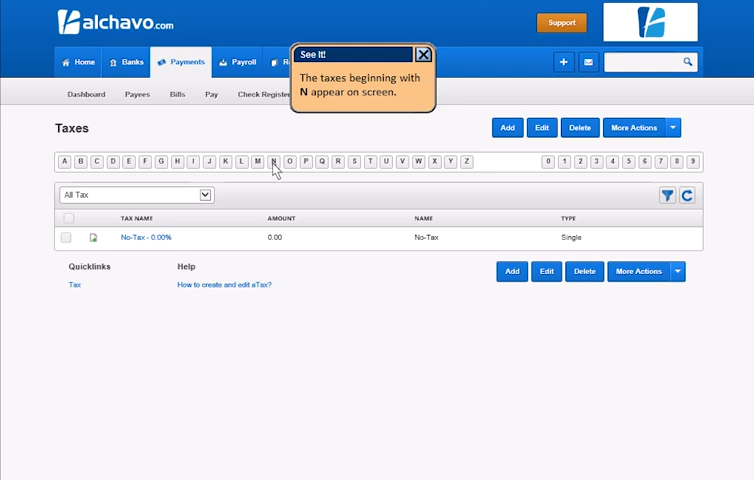 alchavo.com
Support
Home
Banks
Payments
Payroll
See it!
The taxes beginning with
N appear on screen.
Dashboard
Payees
Bills
Pay
Check Register
Taxes
Add
Edit
Delete
More Actions
A B C D E F G H I J K L M N O P Q R S T U V W X Y Z
0 1 2 3 4 5 6 7 8 9
All Tax
TAX NAME AMOUNT NAME TYPE
No-Tax - 0.00% 0.00 No-Tax Single
Quicklinks
Help
Add
Edit
Delete
More Actions
Tax
How to create and edit aTax?